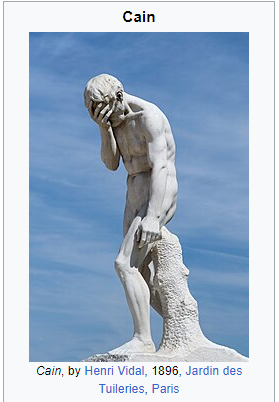 Cain
Cain, by Henri Vidal, 1896, Jardin des
Tuileries, Paris